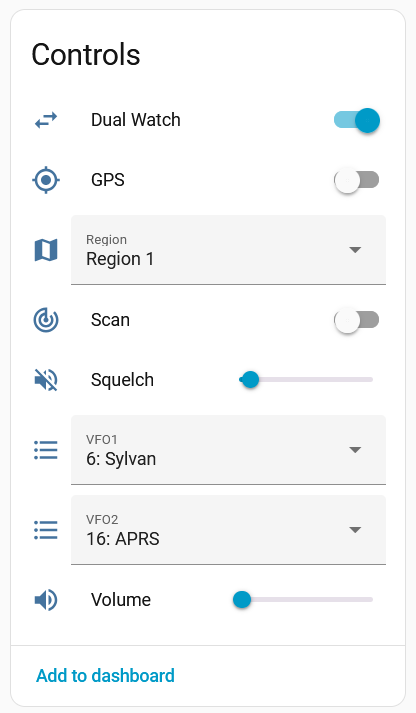 Controls
Dual Watch
GPS
Region
Region 1
Scan
Squelch
VFO1
6: Sylvan
VFO2
16: APRS
Volume
Add to dashboard